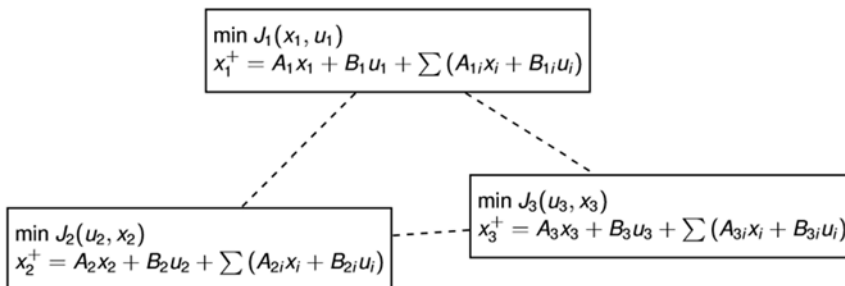 min J₁(x₁, u₁)
x₁⁺ = A₁x₁ + B₁u₁ + ∑ (A₁ᵢxᵢ + B₁ᵢuᵢ)
min J₂(u₂, x₂)
x₂⁺ = A₂x₂ + B₂u₂ + ∑ (A₂ᵢxᵢ + B₂ᵢuᵢ)
min J₃(u₃, x₃)
x₃⁺ = A₃x₃ + B₃u₃ + ∑ (A₃ᵢxᵢ + B₃ᵢuᵢ)